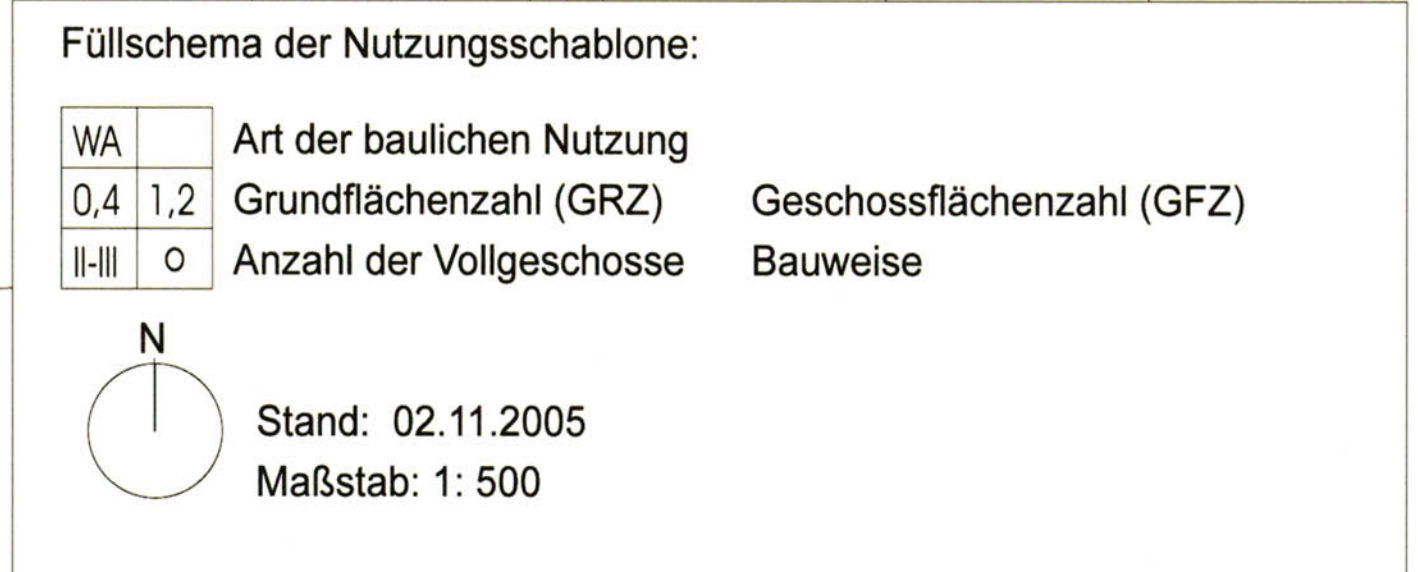 Füllschema der Nutzungsschablone:
WA Art der baulichen Nutzung
0,4 1,2 Grundflächenzahl (GRZ) Geschossflächenzahl (GFZ)
II-III o Anzahl der Vollgeschosse Bauweise
N
Stand: 02.11.2005
Maßstab: 1: 500